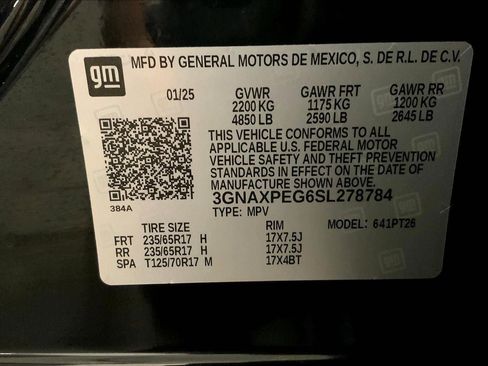 gm
MFD BY GENERAL MOTORS DE MEXICO, S. DE R.L. DE C.V.
01/25 GVWR GAWR FRT GAWR RR
2200 KG 1175 KG 1200 KG
4850 LB 2590 LB 2645 LB
THIS VEHICLE CONFORMS TO ALL
APPLICABLE U.S. FEDERAL MOTOR
VEHICLE SAFETY AND THEFT PREVENTION
STANDARDS IN EFFECT ON THE DATE OF
MANUFACTURE SHOWN ABOVE.
384A
3GNAXPEG6SL278784
TYPE: MPV MODEL: 641PT26
TIRE SIZE RIM
FRT 235/65R17 H 17X7.5J
RR 235/65R17 H 17X7.5J
SPA T125/70R17 M 17X4BT